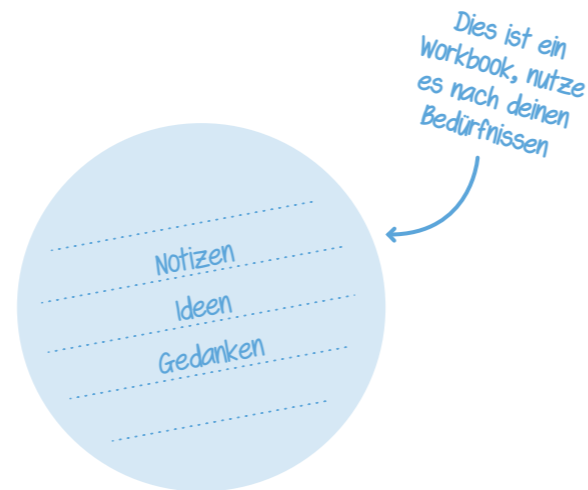 Dies ist ein
Workbook, nutze
es nach deinen
Bedürfnissen
Notizen
Ideen
Gedanken